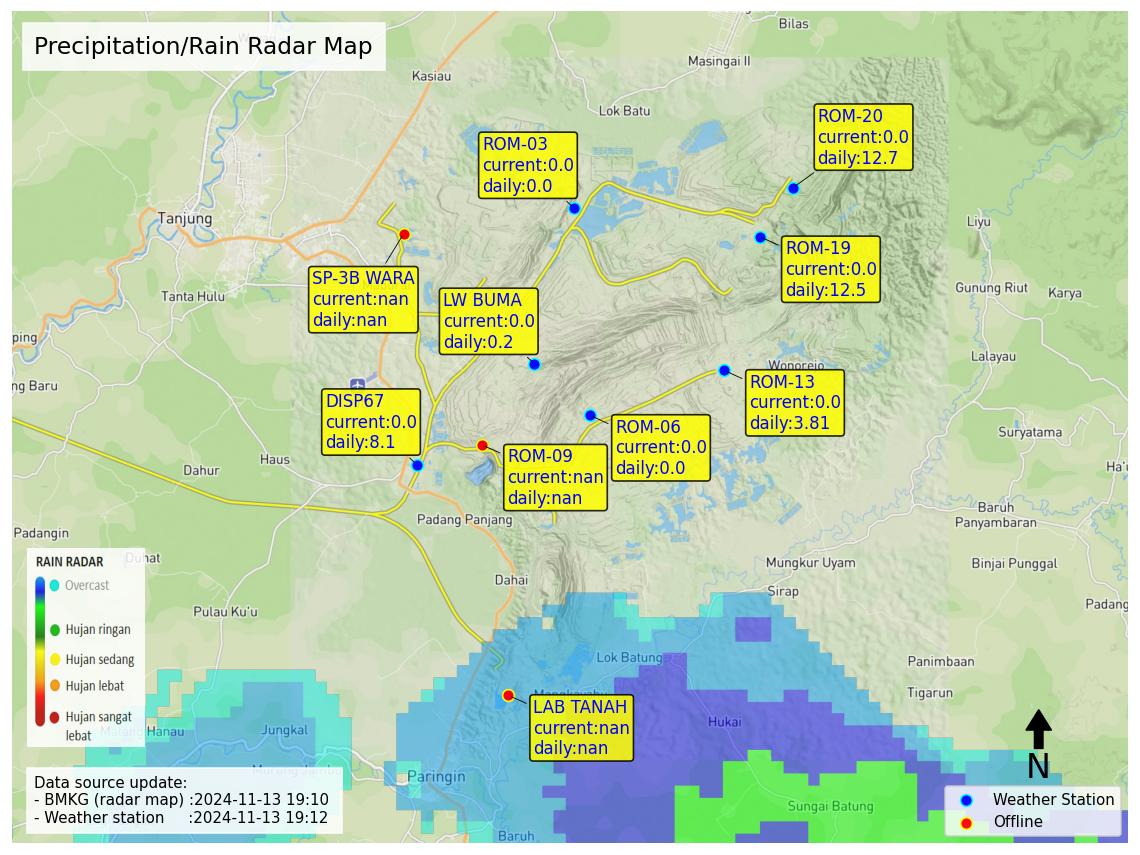 Precipitation/Rain Radar Map
Bilas
Masingai II
Kasiau
Lok Batu
ROM-20
current:0.0
daily:12.7
ROM-03
current:0.0
daily:0.0
Tanjung
Liyu
ROM-19
current:0.0
daily:12.5
SP-3B WARA
current:nan
daily:nan
LW BUMA
current:0.0
daily:0.2
Tanta Hulu
Gunung Riut
Karya
ping
Lalayau
Wonorejo
ng Baru
ROM-13
current:0.0
daily:3.81
DISP67
current:0.0
daily:8.1
ROM-06
current:0.0
daily:0.0
Suryatama
ROM-09
current:nan
daily:nan
Haus
Dahur
Ha'u
Baruh
Panyambaran
Padang Panjang
Padangin
Duhat
Mungkur Uyam
Binjai Punggal
Dahai
Sirap
Padang
Pulau Ku'u
RAIN RADAR
Overcast
Hujan ringan
Hujan sedang
Hujan lebat
Hujan sangat
lebat
Lok Batung
Panimbaan
Tigarun
LAB TANAH
current:nan
daily:nan
Hukai
Jungkal
Hanau
Paringin
N
Sungai Batung
Baruh
Data source update:
- BMKG (radar map) :2024-11-13 19:10
- Weather station :2024-11-13 19:12
Weather Station
Offline